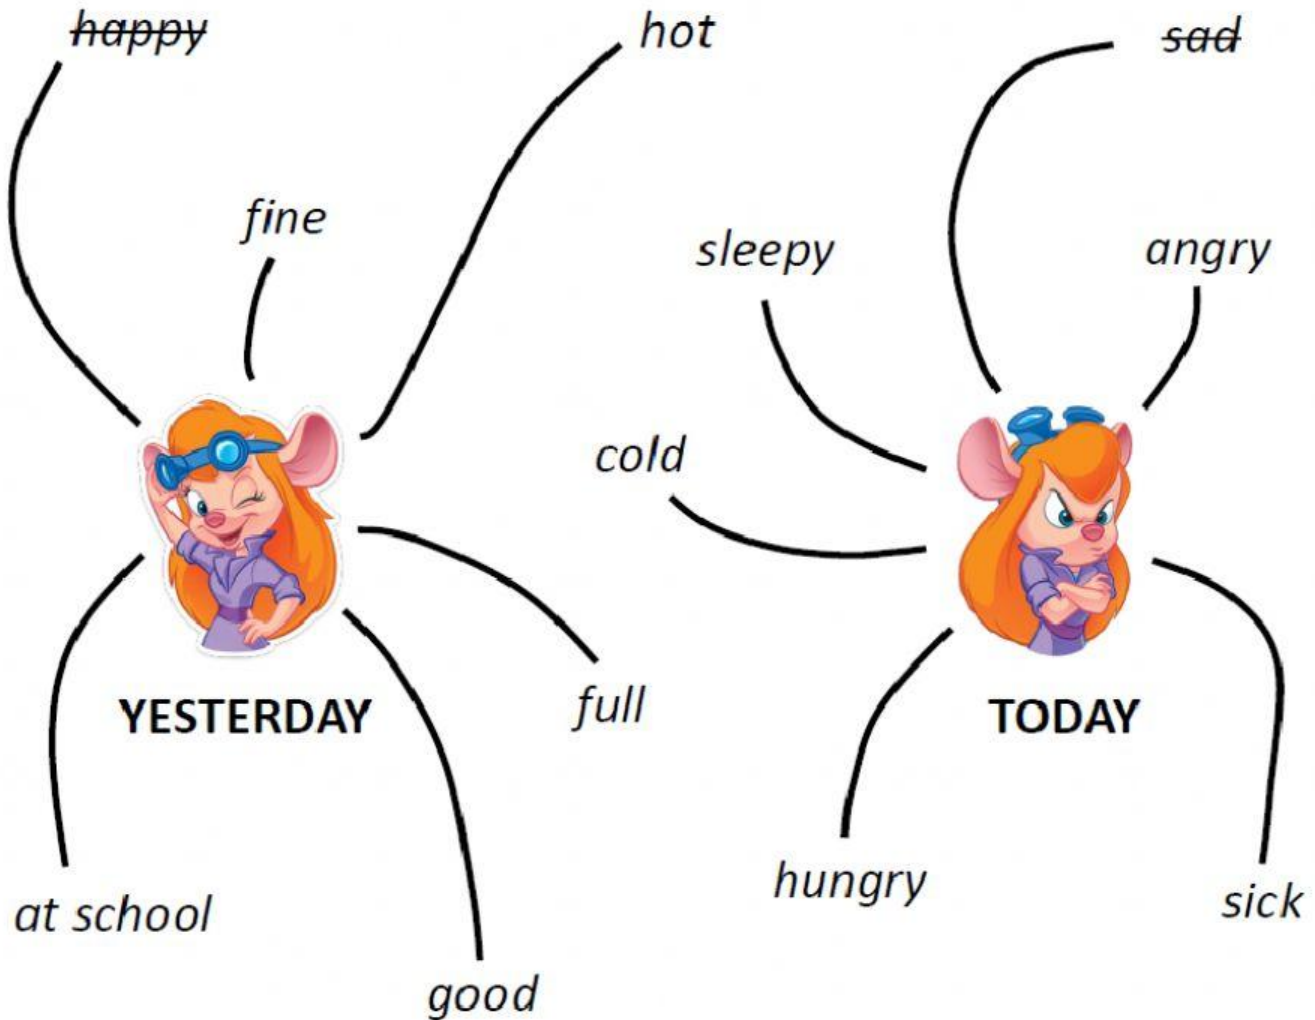 happy
hot
sad
fine
sleepy
angry
cold
YESTERDAY
full
TODAY
at school
hungry
sick
good